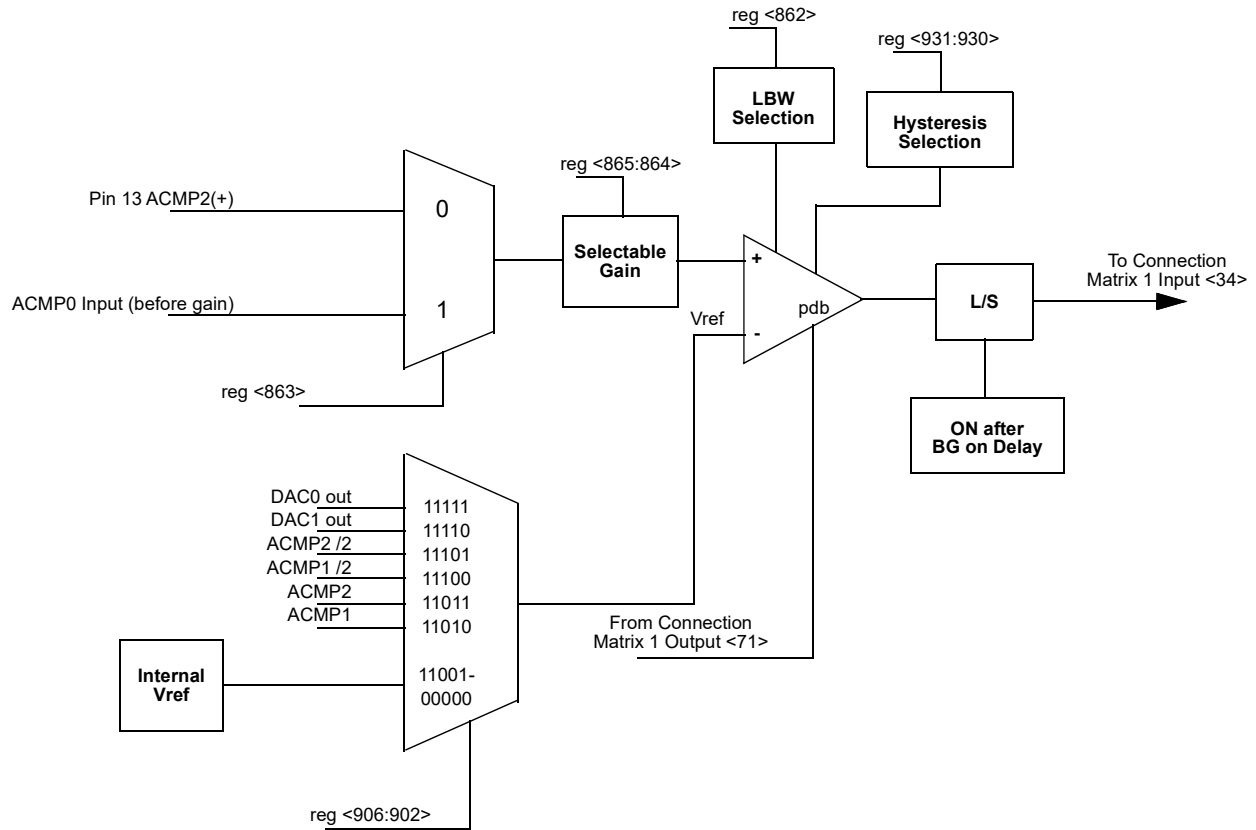 reg <862>
reg <931:930>
LBW
Selection
Hysteresis
Selection
reg <865:864>
Pin 13 ACMP2(+)
0
Selectable
Gain
+
To Connection
Matrix 1 Input <34>
ACMP0 Input (before gain)
1
L/S
pdb
Vref
-
reg <863>
ON after
BG on Delay
DAC0 out
11111
DAC1 out
11110
ACMP2 /2
11101
ACMP1 /2
11100
ACMP2
11011
ACMP1
11010
From Connection
Matrix 1 Output <71>
Internal
Vref
11001-
00000
reg <906:902>